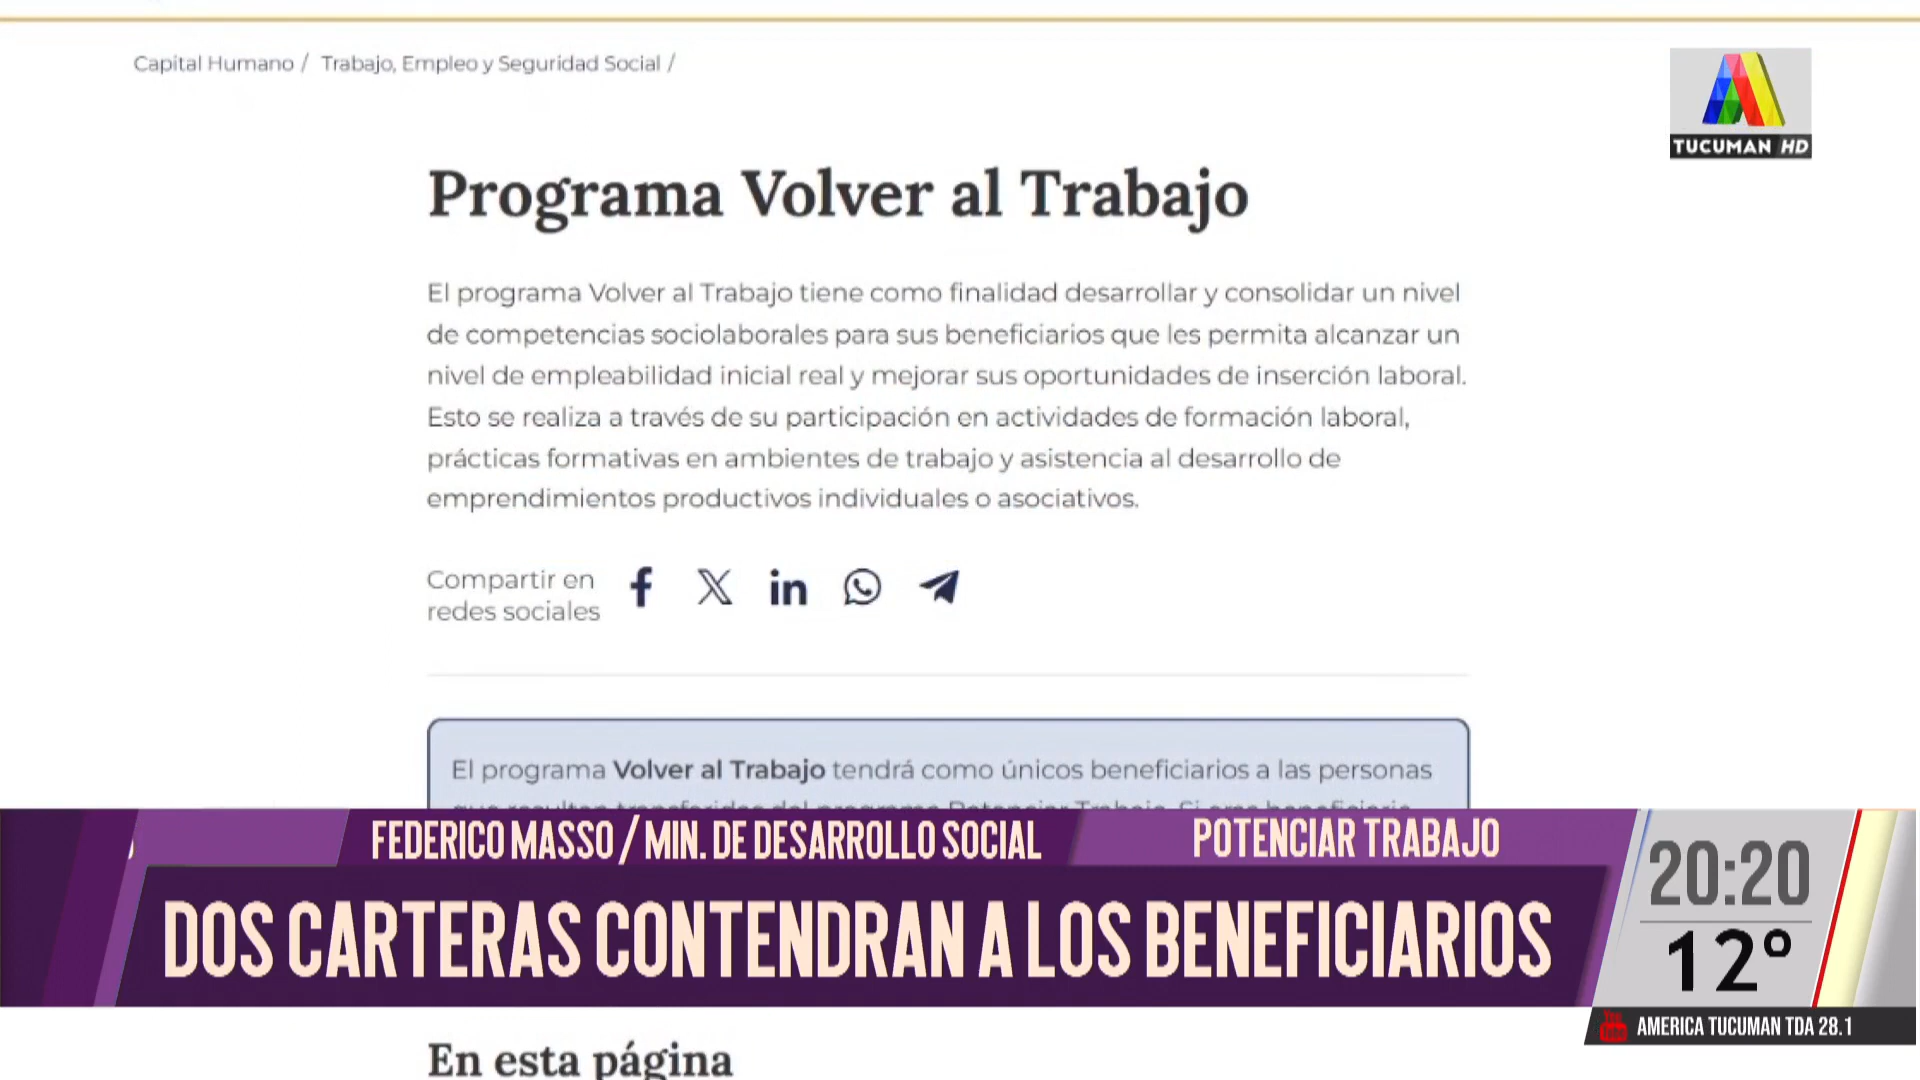 Capital Humano / Trabajo, Empleo y Seguridad Social /
TUCUMAN HD
Programa Volver al Trabajo
El programa Volver al Trabajo tiene como finalidad desarrollar y consolidar un nivel
de competencias sociolaborales para sus beneficiarios que les permita alcanzar un
nivel de empleabilidad inicial real y mejorar sus oportunidades de inserción laboral.
Esto se realiza a través de su participación en actividades de formación laboral,
prácticas formativas en ambientes de trabajo y asistencia al desarrollo de
emprendimientos productivos individuales o asociativos.
Compartir en
redes sociales
El programa Volver al Trabajo tendrá como únicos beneficiarios a las personas
FEDERICO MASSO / MIN. DE DESARROLLO SOCIAL
POTENCIAR TRABAJO
DOS CARTERAS CONTENDRAN A LOS BENEFICIARIOS
20:20
12°
You Tube AMERICA TUCUMAN TDA 28.1
En esta página